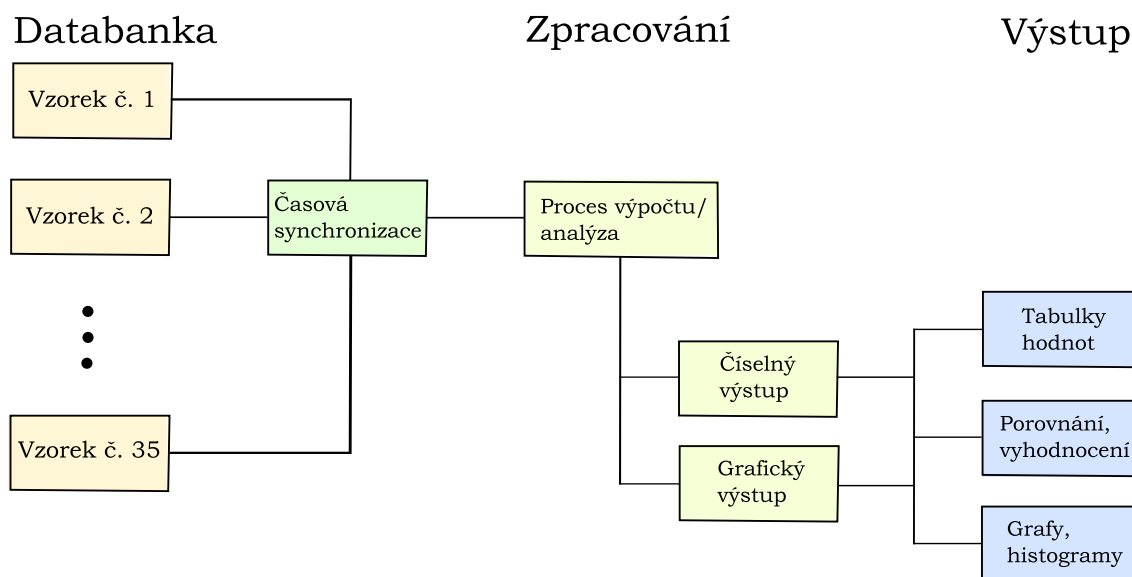 Databanka
Zpracování
Výstup
Vzorek č. 1
Vzorek č. 2
Časová
synchronizace
Proces výpočtu/
analýza
Vzorek č. 35
Číselný
výstup
Grafický
výstup
Tabulky
hodnot
Porovnání,
vyhodnocení
Grafy,
histogramy